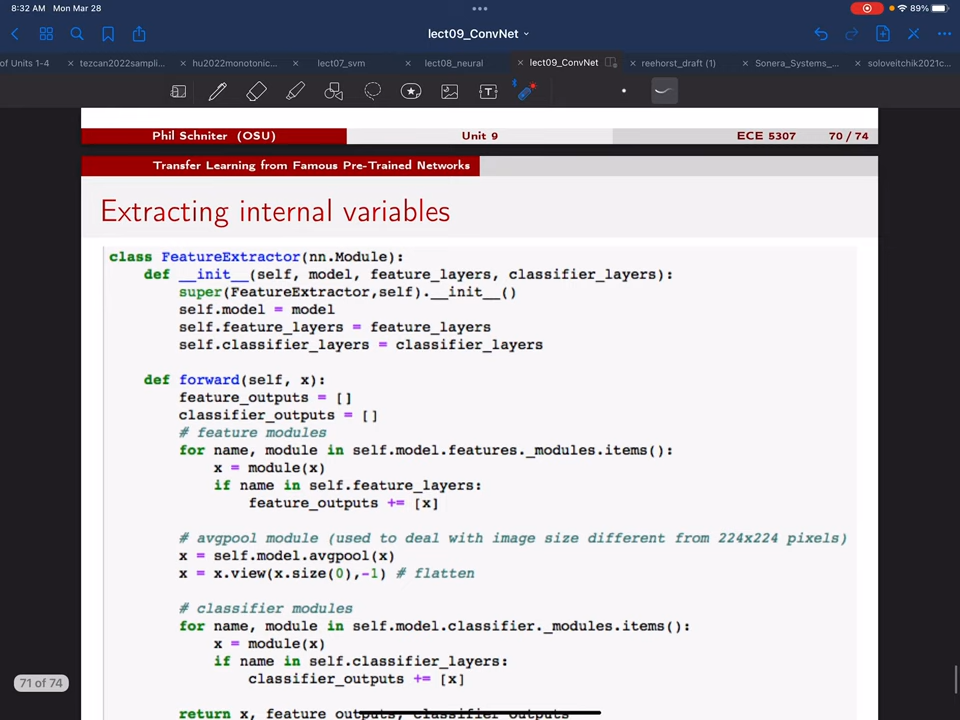 8:32 AM Mon Mar 28
89%
lect09_ConvNet
of Units 1-4
tezcan2022sampli...
hu2022monotonic...
lect07_svm
lect08_neural
lect09_ConvNet
reehorst_draft (1)
Sonera_Systems_...
soloveitchik2021c...
Phil Schniter (OSU) Unit 9 ECE 5307 70 / 74
Transfer Learning from Famous Pre-Trained Networks
Extracting internal variables
class FeatureExtractor(nn.Module):
def __init__(self, model, feature_layers, classifier_layers):
super(FeatureExtractor,self).__init__()
self.model = model
self.feature_layers = feature_layers
self.classifier_layers = classifier_layers
def forward(self, x):
feature_outputs = []
classifier_outputs = []
# feature modules
for name, module in self.model.features._modules.items():
x = module(x)
if name in self.feature_layers:
feature_outputs += [x]
# avgpool module (used to deal with image size different from 224x224 pixels)
x = self.model.avgpool(x)
x = x.view(x.size(0),-1) # flatten
# classifier modules
for name, module in self.model.classifier._modules.items():
x = module(x)
if name in self.classifier_layers:
classifier_outputs += [x]
return x, feature_outputs, classifier_outputs
71 of 74